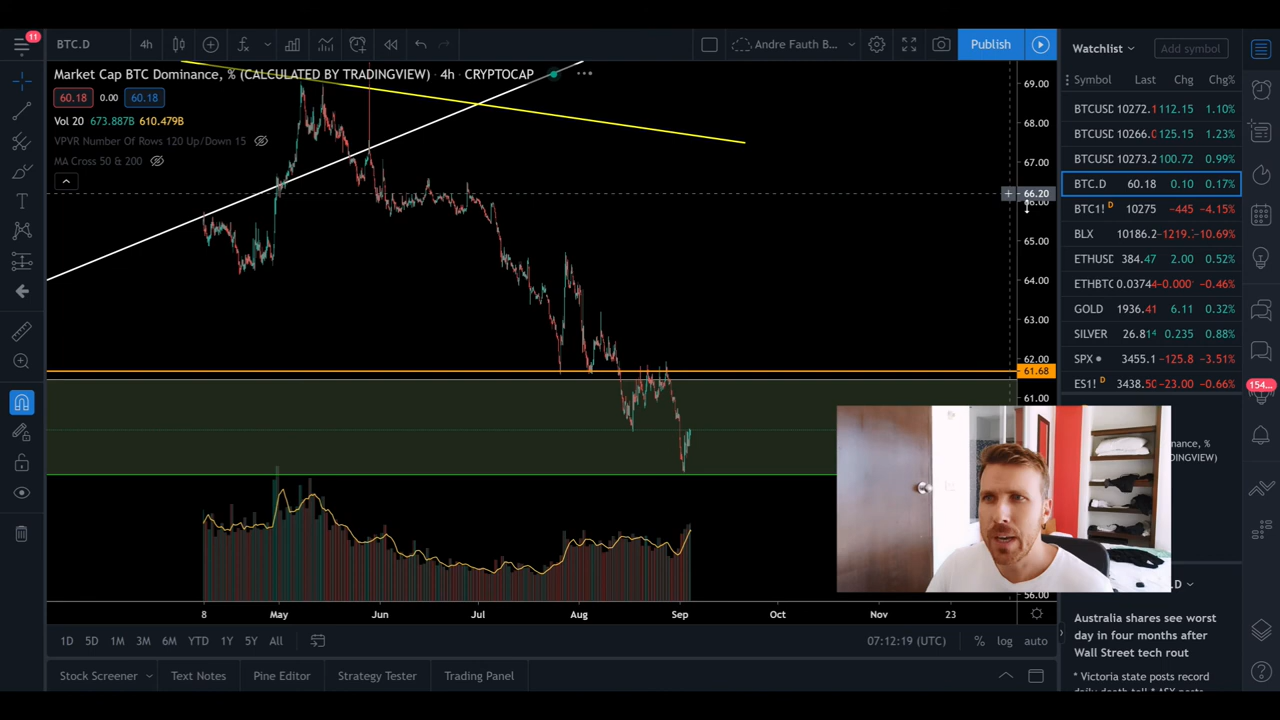 11
BTC.D
4h
Andre Fauth B...
Publish
Watchlist
Add symbol
Market Cap BTC Dominance, % (CALCULATED BY TRADINGVIEW) · 4h · CRYPTOCAP
60.18 0.00 60.18
Vol 20 673.887B 610.479B
VPVR Number Of Rows 120 Up/Down 15
MA Cross 50 & 200
69.00
68.00
67.00
66.20
66.00
65.00
64.00
63.00
62.00
61.68
61.00
56.00
Symbol Last Chg Chg%
BTCUSD 10272.1 112.15 1.10%
BTCUSD 10266.0 125.15 1.23%
BTCUSD 10273.2 100.72 0.99%
BTC.D 60.18 0.10 0.17%
BTC1! D 10275 -445 -4.15%
BLX 10186.2 -1219. -10.69%
ETHUSD 384.47 2.00 0.52%
ETHBTC 0.0374 -0.000 -0.46%
GOLD 1936.41 6.11 0.32%
SILVER 26.814 0.235 0.88%
SPX 3455.1 -125.8 -3.51%
ES1! D 3438.50 -23.00 -0.66%
154...
nance, %
DINGVIEW)
.D
Australia shares see worst
day in four months after
Wall Street tech rout
* Victoria state posts record
8 May Jun Jul Aug Sep Oct Nov 23
1D 5D 1M 3M 6M YTD 1Y 5Y All
07:12:19 (UTC)
% log auto
Stock Screener Text Notes Pine Editor Strategy Tester Trading Panel